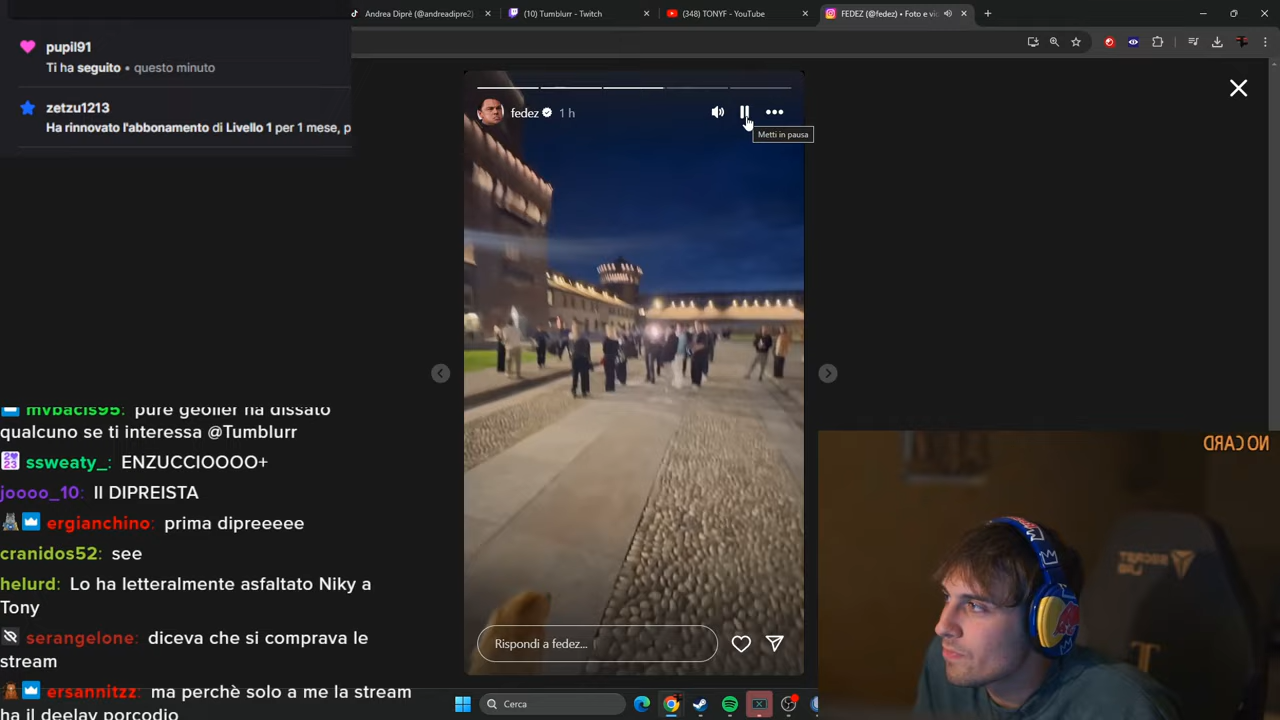 Andrea Diprè (@andreadipre2)
(10) Tumblurr - Twitch
(348) TONYF - YouTube
FEDEZ (@fedez) • Foto e vi
pupil91
Ti ha seguito • questo minuto
zetzu1213
Ha rinnovato l'abbonamento di Livello 1 per 1 mese, p
fedez 1 h
Metti in pausa
mvbacis95: pure geolier ha dissato
qualcuno se ti interessa @Tumblurr
ssweaty_: ENZUCCIOOOO+
joooo_10: Il DIPREISTA
ergianchino: prima dipreeeee
cranidos52: see
helurd: Lo ha letteralmente asfaltato Niky a
Tony
serangelone: diceva che si comprava le
stream
ersannitzz: ma perchè solo a me la stream
ha il deelay porcodio
Rispondi a fedez...
NO CARD
SECRET
LAB
Cerca